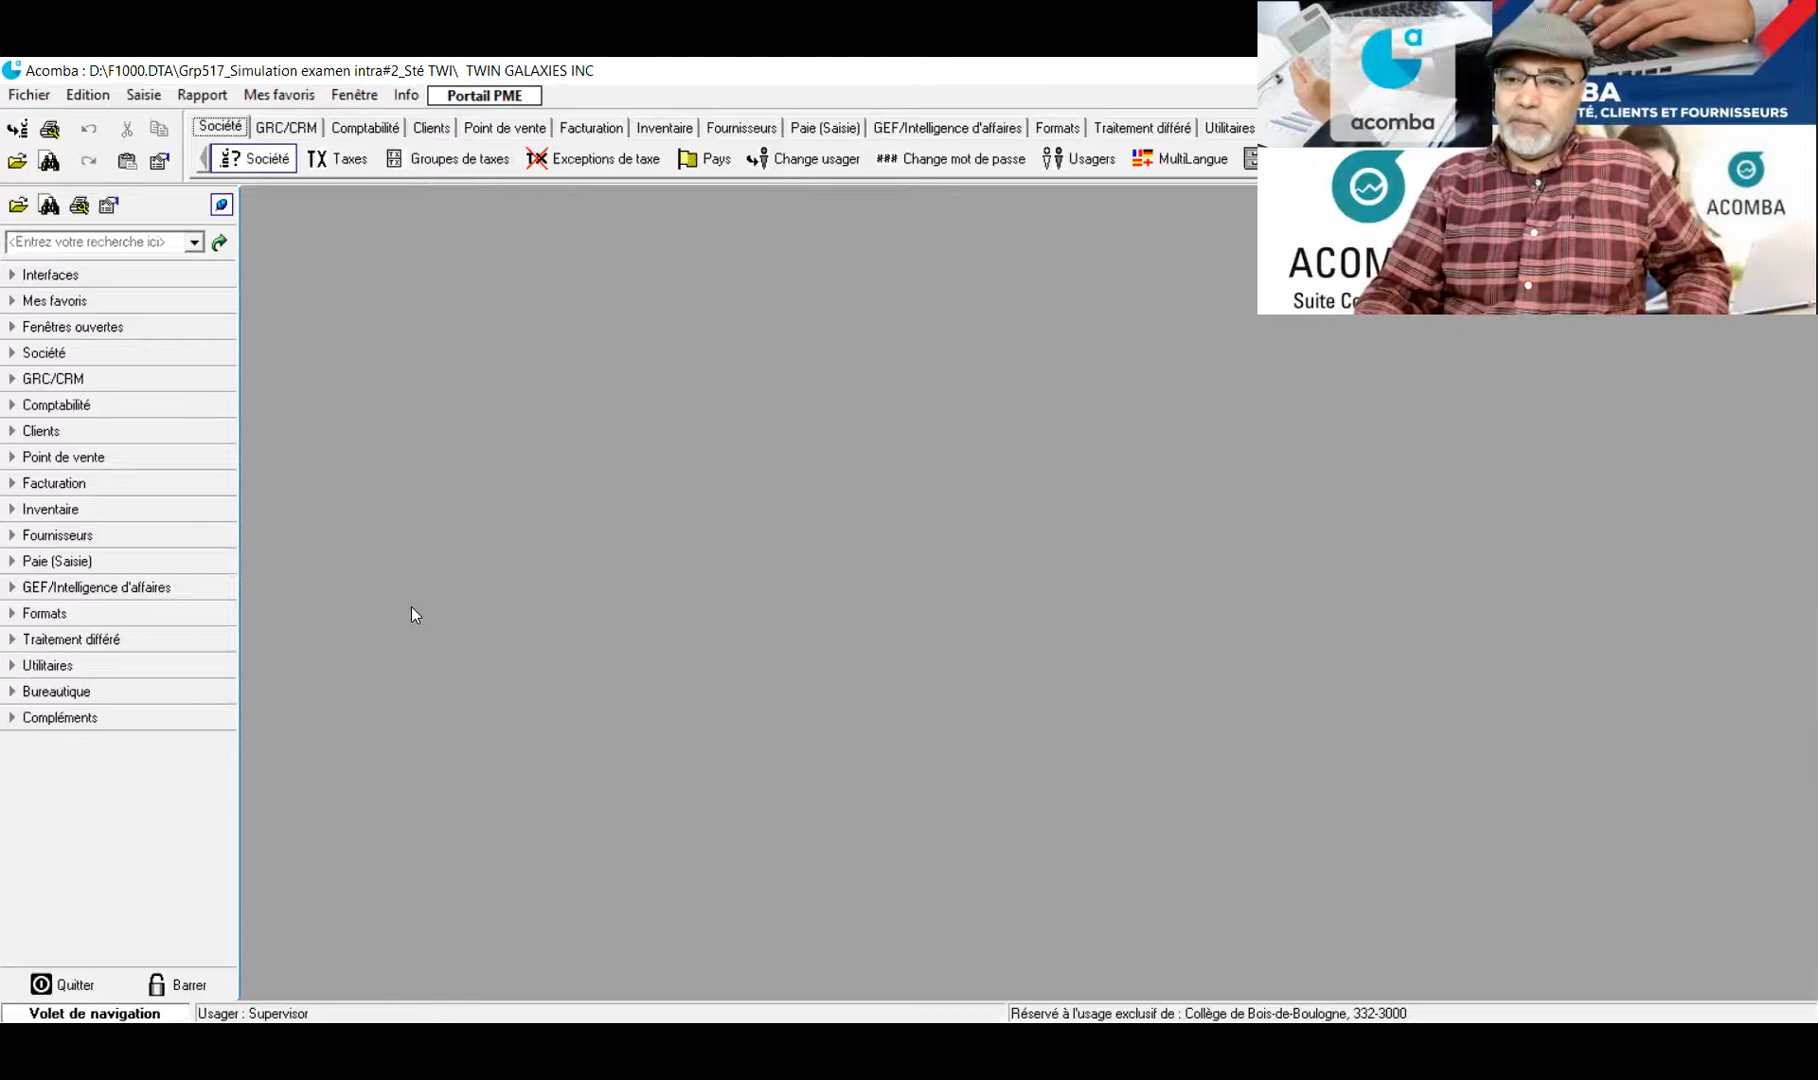 Acomba : D:\F1000.DTA\Grp517_Simulation examen intra#2_Sté TWI\ TWIN GALAXIES INC
Fichier Edition Saisie Rapport Mes favoris Fenêtre Info Portail PME
Société GRC/CRM Comptabilité Clients Point de vente Facturation Inventaire Fournisseurs Paie (Saisie) GEF/Intelligence d'affaires Formats Traitement différé Utilitaires
Société TX Taxes Groupes de taxes Exceptions de taxe Pays Change usager ### Change mot de passe Usagers MultiLangue
<Entrez votre recherche ici>
Interfaces
Mes favoris
Fenêtres ouvertes
Société
GRC/CRM
Comptabilité
Clients
Point de vente
Facturation
Inventaire
Fournisseurs
Paie (Saisie)
GEF/Intelligence d'affaires
Formats
Traitement différé
Utilitaires
Bureautique
Compléments
Quitter Barrer
Volet de navigation Usager : Supervisor Réservé à l'usage exclusif de : Collège de Bois-de-Boulogne, 332-3000
a
acomba
BA
TÉ, CLIENTS ET FOURNISSEURS
ACOM
Suite Co
ACOMBA